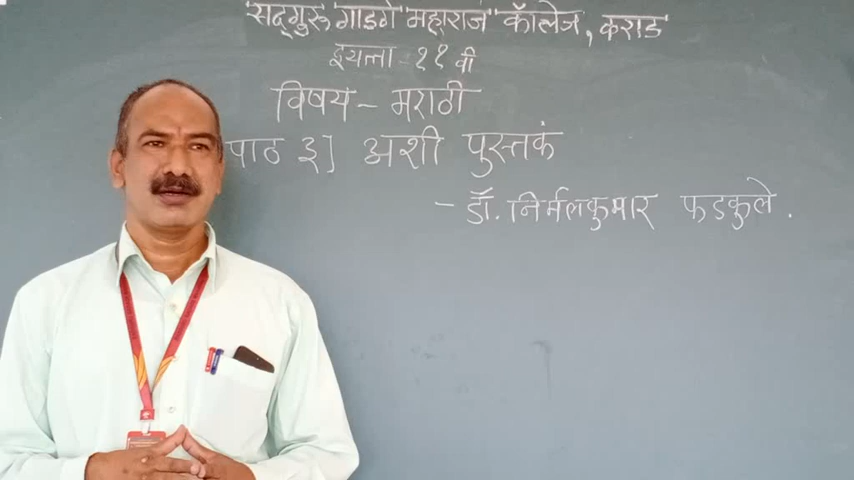 "सद्गुरू गाडगे महाराज" कॉलेज, कराड
इयत्ता - ११ वी
विषय - मराठी
पाठ ३] अशी पुस्तकं
- डॉ. निर्मलकुमार फडकुले.